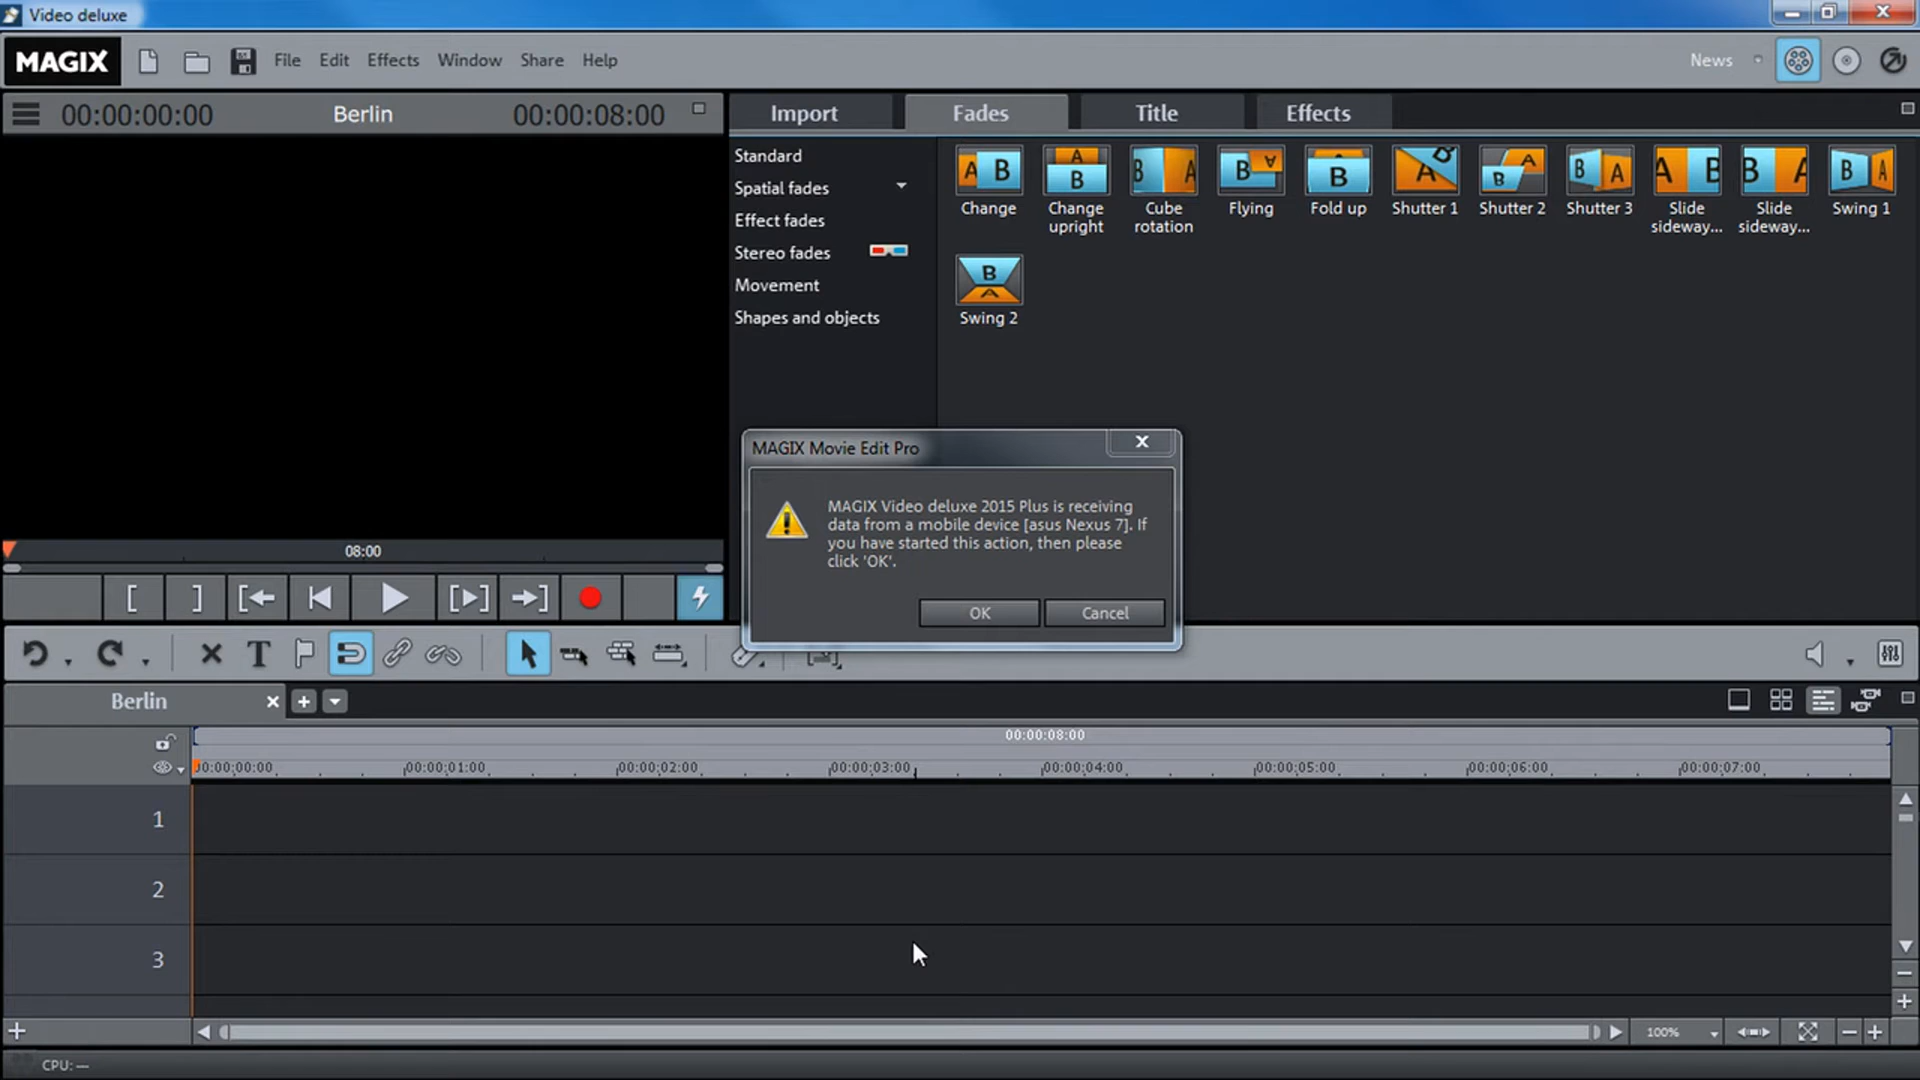 Video deluxe
MAGIX File Edit Effects Window Share Help News
00:00:00:00 Berlin 00:00:08:00
Import Fades Title Effects
Standard
Spatial fades
Effect fades
Stereo fades
Movement
Shapes and objects
A B
A B
B A
B A
B
A B
B A
B A
A B
B A
B A
Change
Change upright
Cube rotation
Flying
Fold up
Shutter 1
Shutter 2
Shutter 3
Slide sideway...
Slide sideway...
Swing 1
B A
Swing 2
MAGIX Movie Edit Pro
MAGIX Video deluxe 2015 Plus is receiving
data from a mobile device [asus Nexus 7]. If
you have started this action, then please
click 'OK'.
OK Cancel
08:00
Berlin
00:00:08:00
00:00:00:00 00:00:01:00 00:00:02:00 00:00:03:00 00:00:04:00 00:00:05:00 00:00:06:00 00:00:07:00
1
2
3
100%
CPU: —